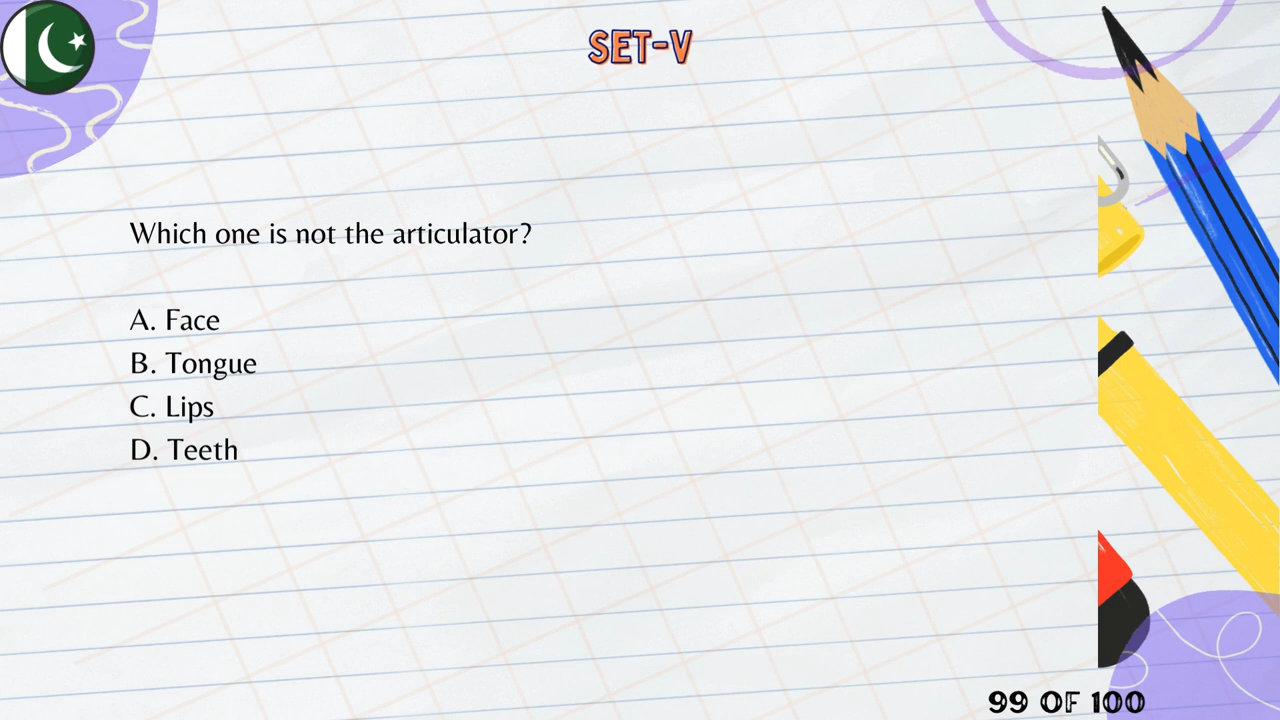 SET-V
Which one is not the articulator?
A. Face
B. Tongue
C. Lips
D. Teeth
99 OF 100